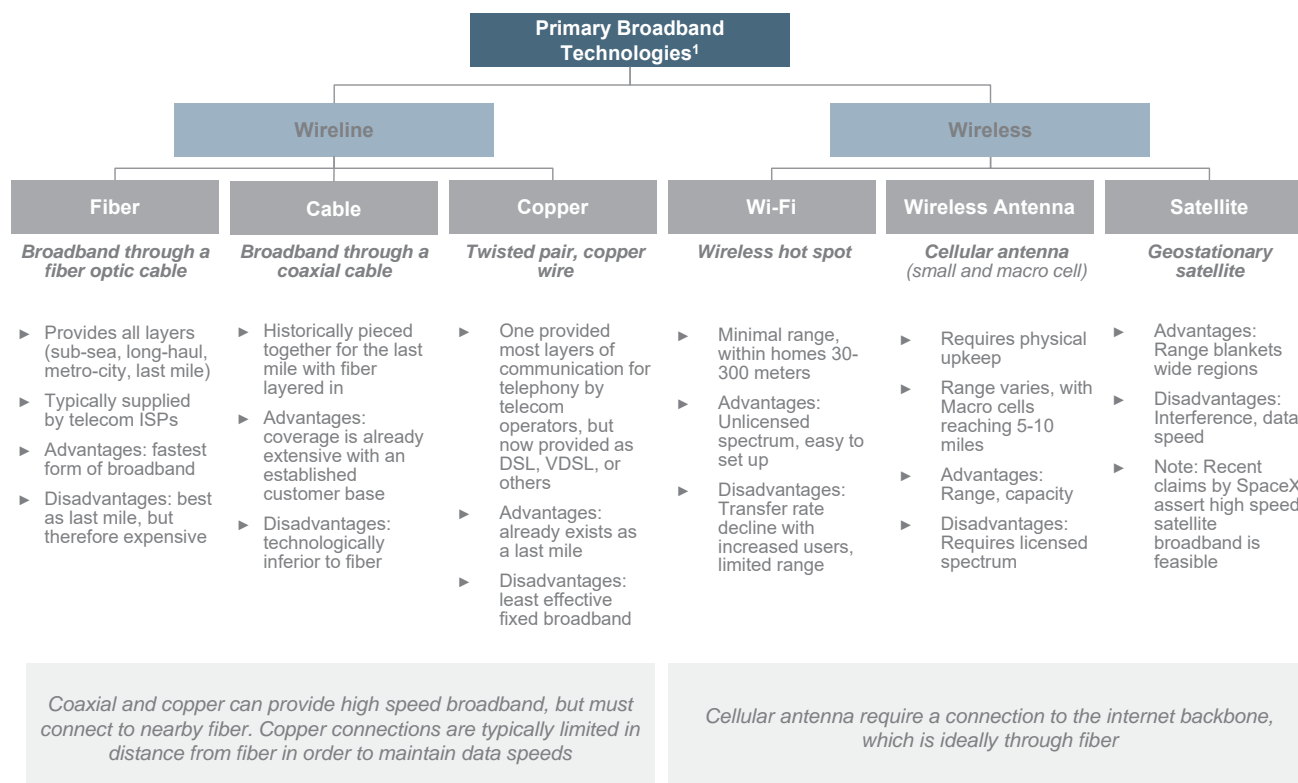 Primary Broadband
Technologies1
Wireline
Wireless
Fiber
Broadband through a
fiber optic cable
► Provides all layers
(sub-sea, long-haul,
metro-city, last mile)
► Typically supplied
by telecom ISPs
► Advantages: fastest
form of broadband
► Disadvantages: best
as last mile, but
therefore expensive
Cable
Broadband through a
coaxial cable
► Historically pieced
together for the last
mile with fiber
layered in
► Advantages:
coverage is already
extensive with an
established
customer base
► Disadvantages:
technologically
inferior to fiber
Copper
Twisted pair, copper
wire
► One provided
most layers of
communication for
telephony by
telecom
operators, but
now provided as
DSL, VDSL, or
others
► Advantages:
already exists as
a last mile
► Disadvantages:
least effective
fixed broadband
Wi-Fi
Wireless hot spot
► Minimal range,
within homes 30-
300 meters
► Advantages:
Unlicensed
spectrum, easy to
set up
► Disadvantages:
Transfer rate
decline with
increased users,
limited range
Wireless Antenna
Cellular antenna
(small and macro cell)
► Requires physical
upkeep
► Range varies, with
Macro cells
reaching 5-10
miles
► Advantages:
Range, capacity
► Disadvantages:
Requires licensed
spectrum
Satellite
Geostationary
satellite
► Advantages:
Range blankets
wide regions
► Disadvantages:
Interference, data
speed
► Note: Recent
claims by SpaceX
assert high speed
satellite
broadband is
feasible
Coaxial and copper can provide high speed broadband, but must
connect to nearby fiber. Copper connections are typically limited in
distance from fiber in order to maintain data speeds
Cellular antenna require a connection to the internet backbone,
which is ideally through fiber